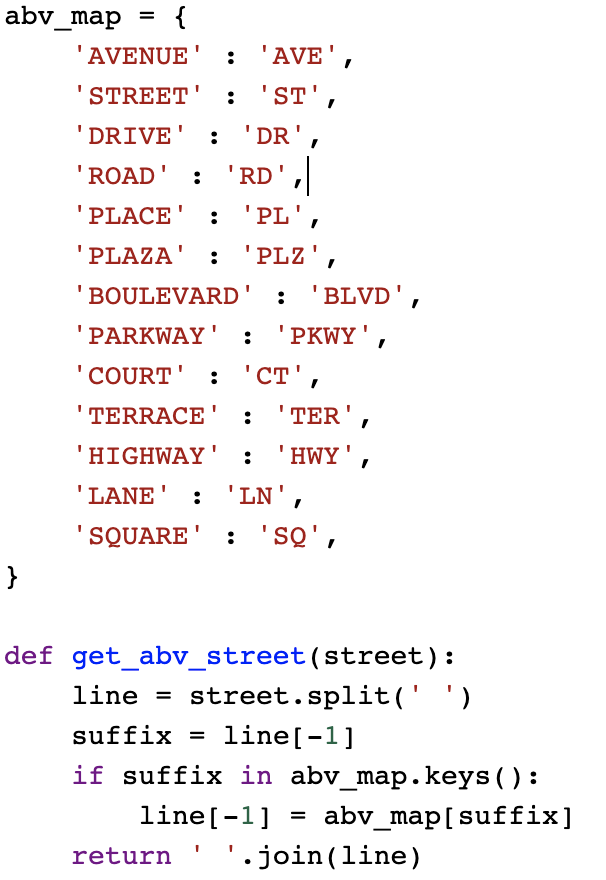 abv_map = {
    'AVENUE' : 'AVE',
    'STREET' : 'ST',
    'DRIVE' : 'DR',
    'ROAD' : 'RD',
    'PLACE' : 'PL',
    'PLAZA' : 'PLZ',
    'BOULEVARD' : 'BLVD',
    'PARKWAY' : 'PKWY',
    'COURT' : 'CT',
    'TERRACE' : 'TER',
    'HIGHWAY' : 'HWY',
    'LANE' : 'LN',
    'SQUARE' : 'SQ',
}

def get_abv_street(street):
    line = street.split(' ')
    suffix = line[-1]
    if suffix in abv_map.keys():
        line[-1] = abv_map[suffix]
    return ' '.join(line)